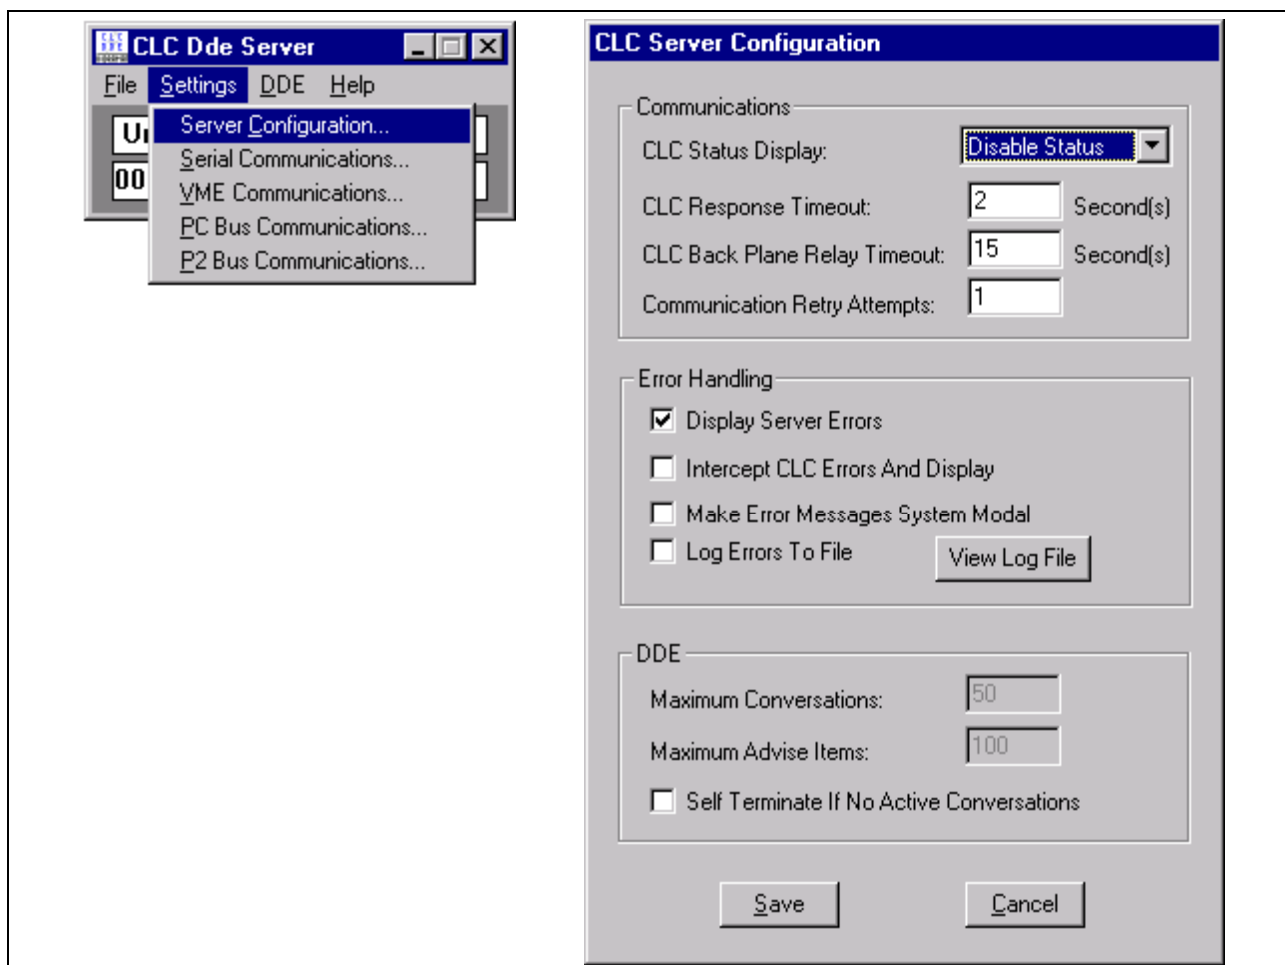 CLC Dde Server
File Settings DDE Help
Server Configuration...
Serial Communications...
VME Communications...
PC Bus Communications...
P2 Bus Communications...
00
CLC Server Configuration
Communications
CLC Status Display: Disable Status
CLC Response Timeout: 2 Second(s)
CLC Back Plane Relay Timeout: 15 Second(s)
Communication Retry Attempts: 1
Error Handling
Display Server Errors
Intercept CLC Errors And Display
Make Error Messages System Modal
Log Errors To File View Log File
DDE
Maximum Conversations: 50
Maximum Advise Items: 100
Self Terminate If No Active Conversations
Save Cancel